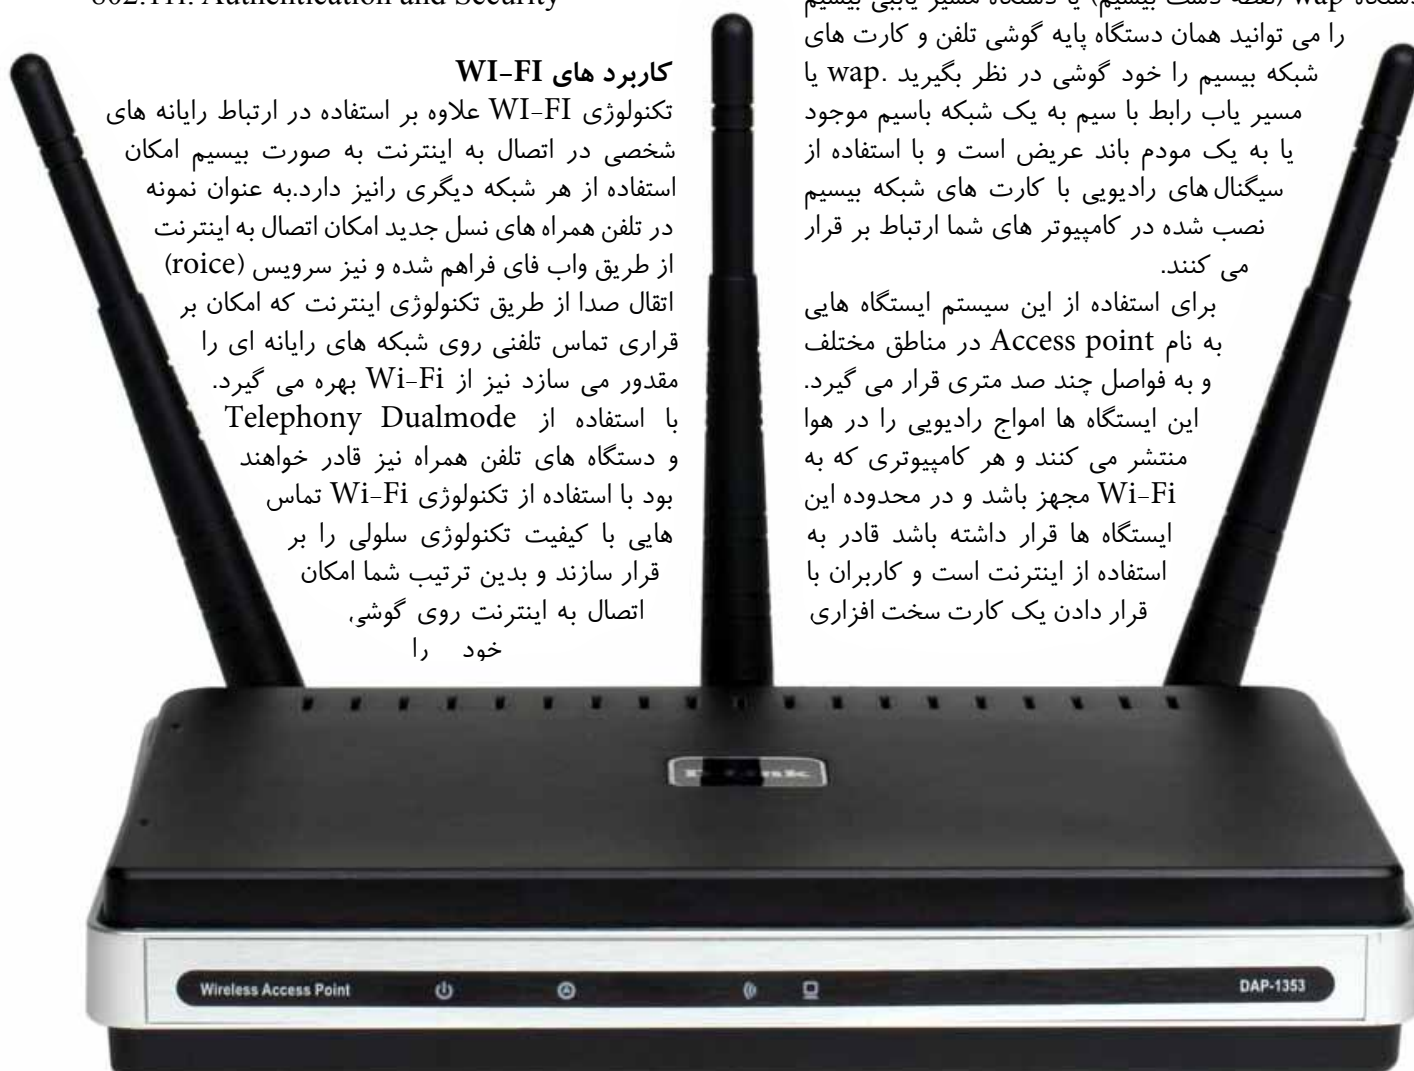 دستگاه wap (نقطه دست بیسیم) یا دستگاه مسیر یابی بیسیم
را می توانید همان دستگاه پایه گوشی تلفن و کارت های
شبکه بیسیم را خود گوشی در نظر بگیرید .wap یا
مسیر یاب رابط با سیم به یک شبکه باسیم موجود
یا به یک مودم باند عریض است و با استفاده از
سیگنال های رادیویی با کارت های شبکه بیسیم
نصب شده در کامپیوتر های شما ارتباط بر قرار
می کنند.
برای استفاده از این سیستم ایستگاه هایی
به نام Access point در مناطق مختلف
و به فواصل چند صد متری قرار می گیرد.
این ایستگاه ها امواج رادیویی را در هوا
منتشر می کنند و هر کامپیوتری که به
Wi-Fi مجهز باشد و در محدوده این
ایستگاه ها قرار داشته باشد قادر به
استفاده از اینترنت است و کاربران با
قرار دادن یک کارت سخت افزاری
802.11i: Authentication and Security
کاربرد های WI-FI
تکنولوژی WI-FI علاوه بر استفاده در ارتباط رایانه های
شخصی در اتصال به اینترنت به صورت بیسیم امکان
استفاده از هر شبکه دیگری رانیز دارد.به عنوان نمونه
در تلفن همراه های نسل جدید امکان اتصال به اینترنت
از طریق واب فای فراهم شده و نیز سرویس (roice)
اتقال صدا از طریق تکنولوژی اینترنت که امکان بر
قراری تماس تلفنی روی شبکه های رایانه ای را
مقدور می سازد نیز از Wi-Fi بهره می گیرد.
با استفاده از Telephony Dualmode
و دستگاه های تلفن همراه نیز قادر خواهند
بود با استفاده از تکنولوژی Wi-Fi تماس
هایی با کیفیت تکنولوژی سلولی را بر
قرار سازند و بدین ترتیب شما امکان
اتصال به اینترنت روی گوشی
خود را
Wireless Access Point
DAP-1353